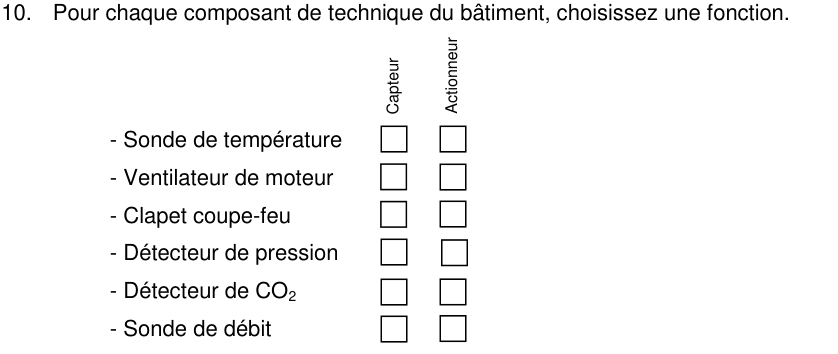 10. Pour chaque composant de technique du bâtiment, choisissez une fonction.
Capteur Actionneur
- Sonde de température
- Ventilateur de moteur
- Clapet coupe-feu
- Détecteur de pression
- Détecteur de CO₂
- Sonde de débit